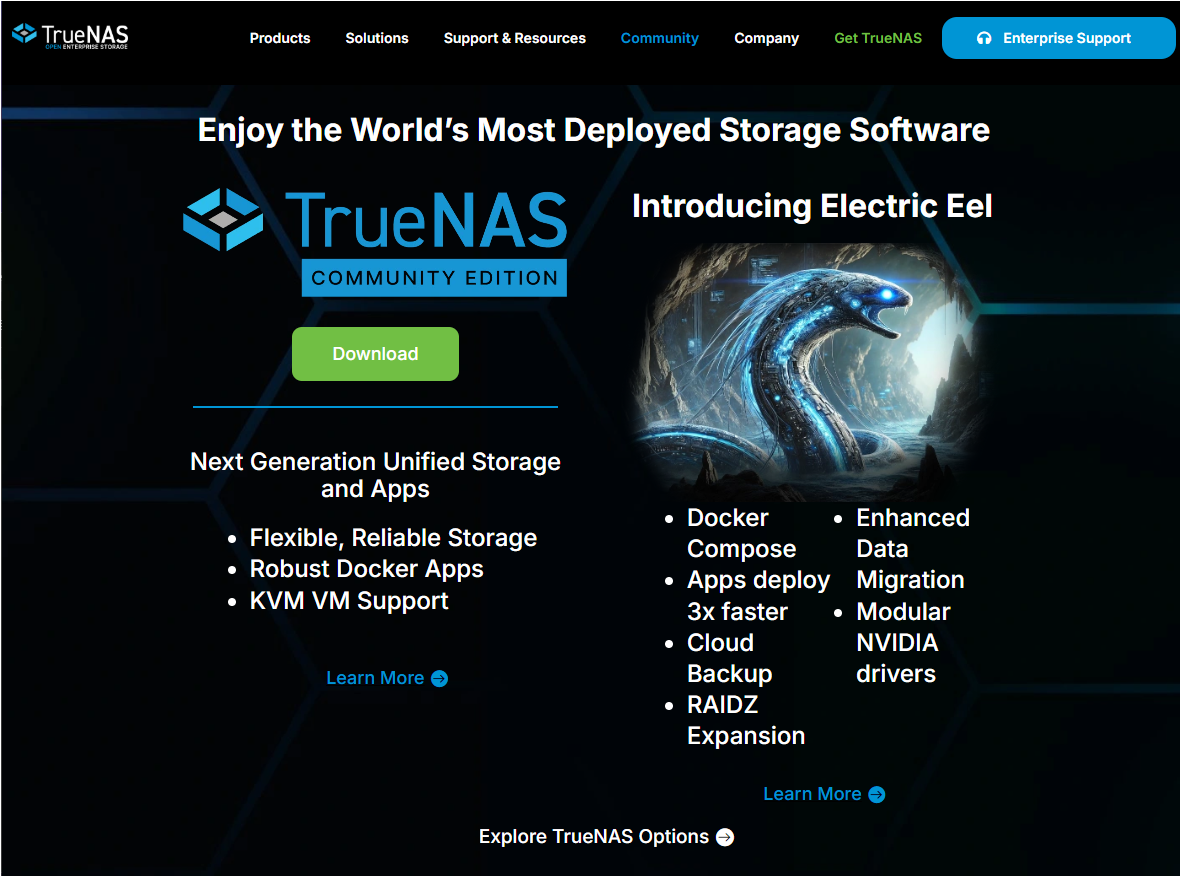 TrueNAS
OPEN ENTERPRISE STORAGE
Products
Solutions
Support & Resources
Community
Company
Get TrueNAS
Enterprise Support
Enjoy the World’s Most Deployed Storage Software
TrueNAS
COMMUNITY EDITION
Download
Next Generation Unified Storage
and Apps
Flexible, Reliable Storage
Robust Docker Apps
KVM VM Support
Learn More
Introducing Electric Eel
Docker
Compose
Apps deploy
3x faster
Cloud
Backup
RAIDZ
Expansion
Enhanced
Data
Migration
Modular
NVIDIA
drivers
Learn More
Explore TrueNAS Options